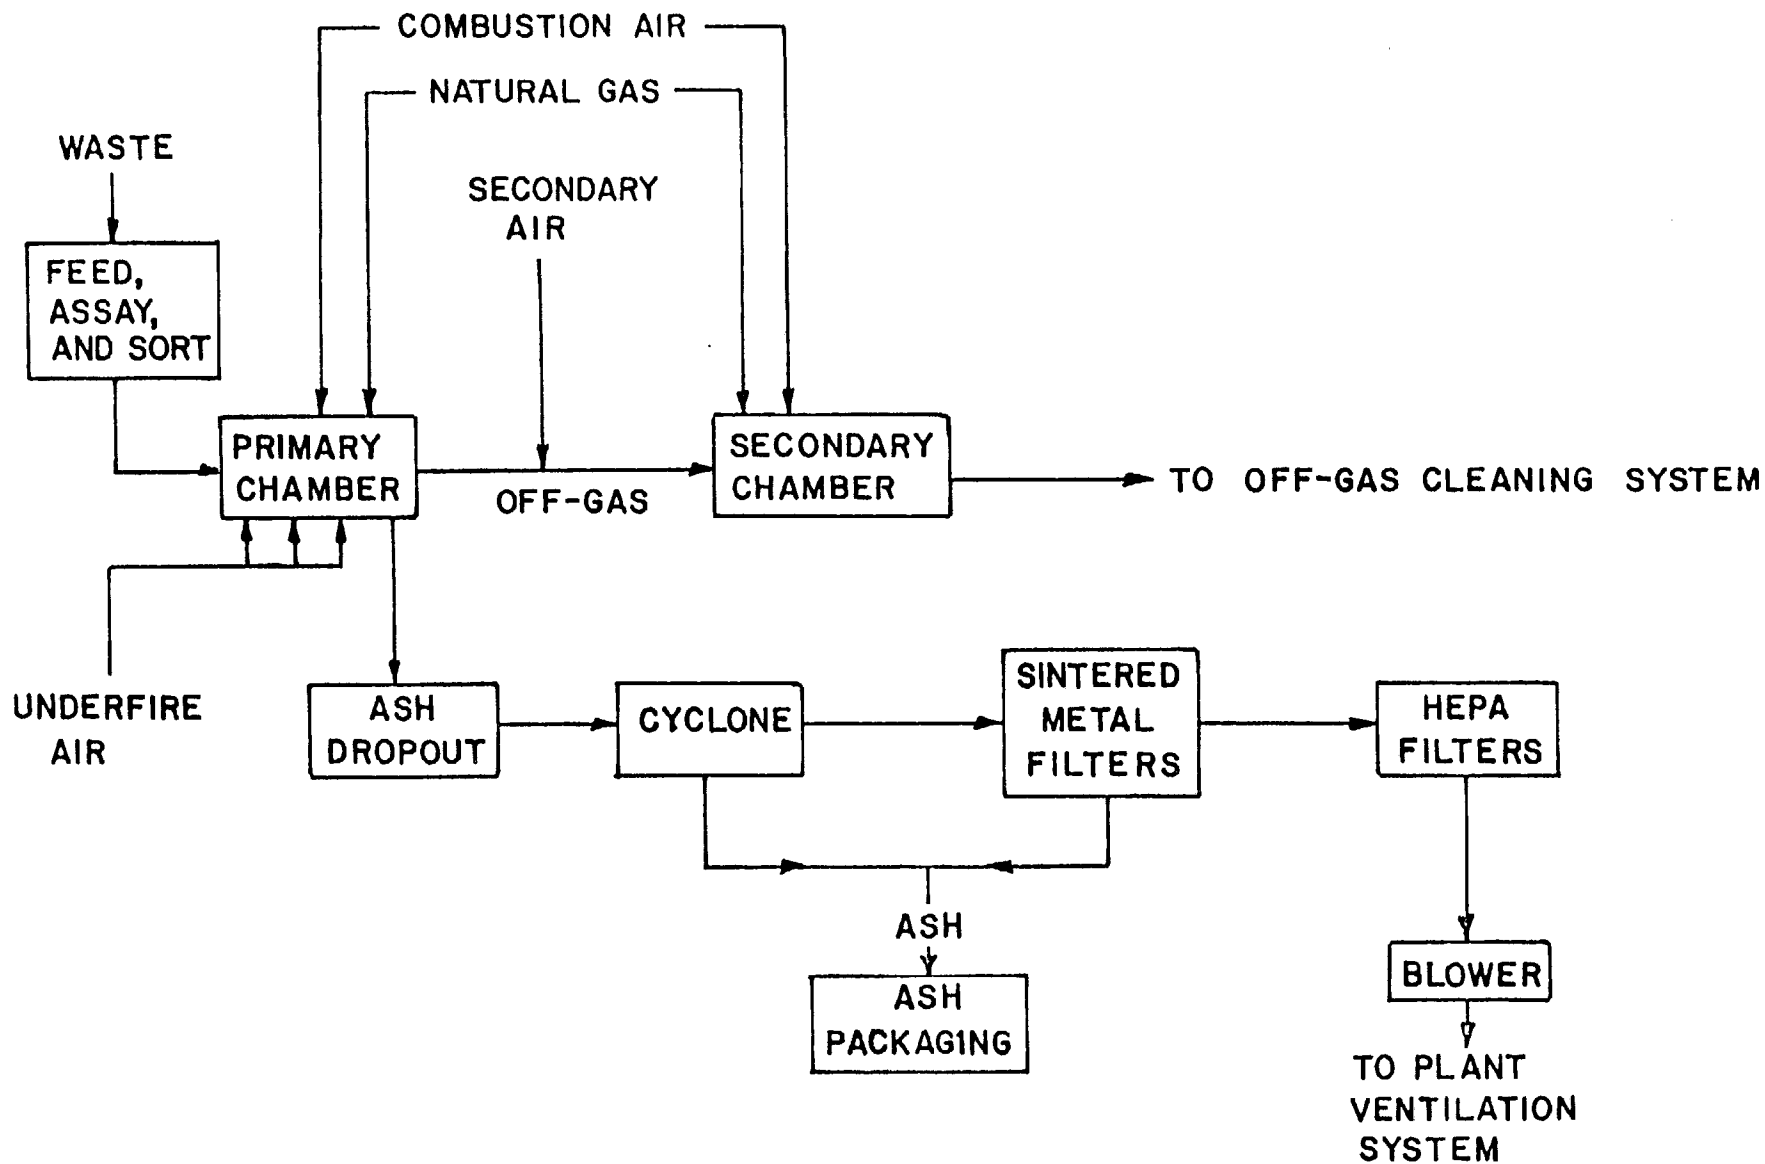 COMBUSTION AIR
NATURAL GAS
WASTE
SECONDARY
AIR
FEED,
ASSAY,
AND SORT
PRIMARY
CHAMBER
OFF-GAS
SECONDARY
CHAMBER
TO OFF-GAS CLEANING SYSTEM
UNDERFIRE
AIR
ASH
DROPOUT
CYCLONE
SINTERED
METAL
FILTERS
HEPA
FILTERS
ASH
ASH
PACKAGING
BLOWER
TO PLANT
VENTILATION
SYSTEM